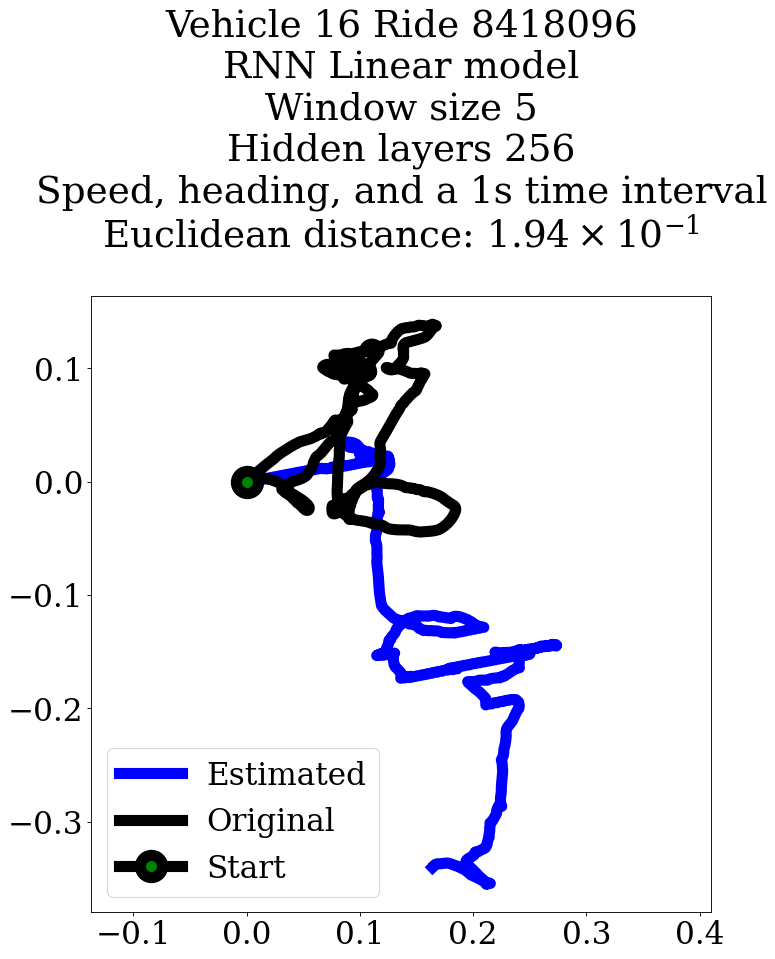 Vehicle 16 Ride 8418096
RNN Linear model
Window size 5
Hidden layers 256
Speed, heading, and a 1s time interval
Euclidean distance: 1.94 × 10⁻¹
0.1
0.0
−0.1
−0.2
−0.3
Estimated
Original
Start
−0.1 0.0 0.1 0.2 0.3 0.4